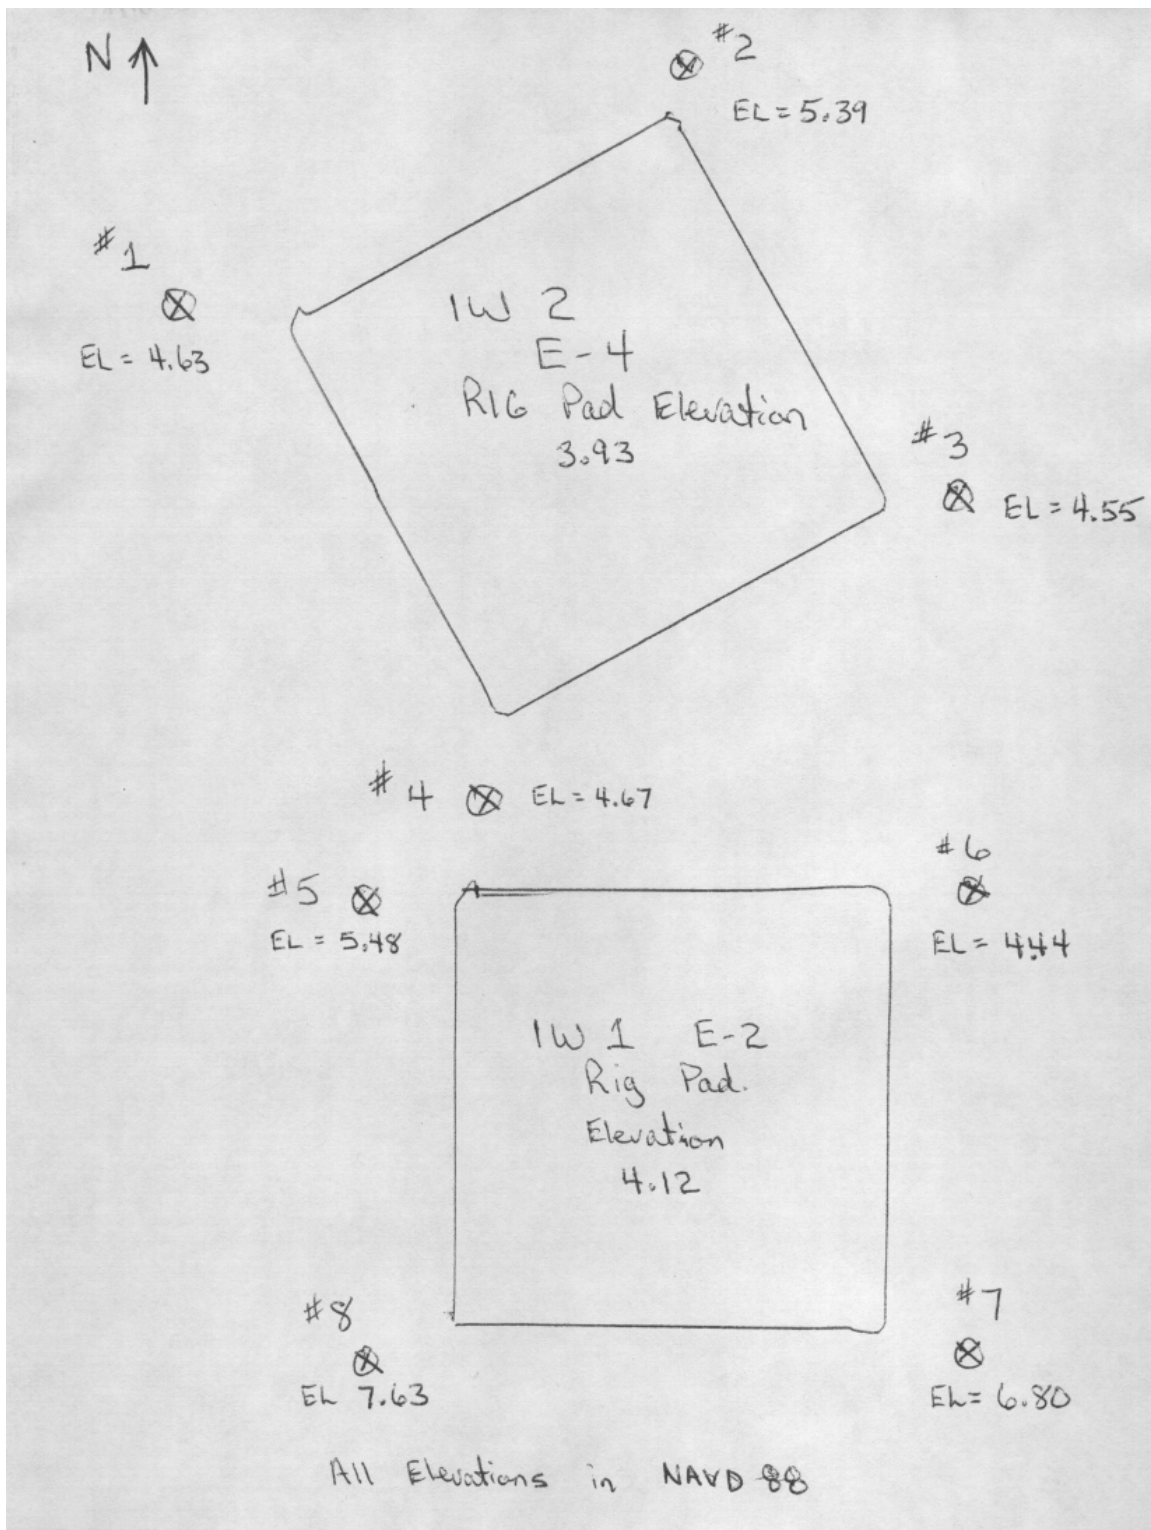 N
#2
EL = 5.39
#1
EL = 4.63
IW 2
E-4
RIG Pad Elevation
3.93
#3
EL = 4.55
#4 EL = 4.67
#6
#5
EL = 5.48
EL = 4.44
IW 1 E-2
Rig Pad.
Elevation
4.12
#7
#8
EL 7.63
EL = 6.80
All Elevations in NAVD 88